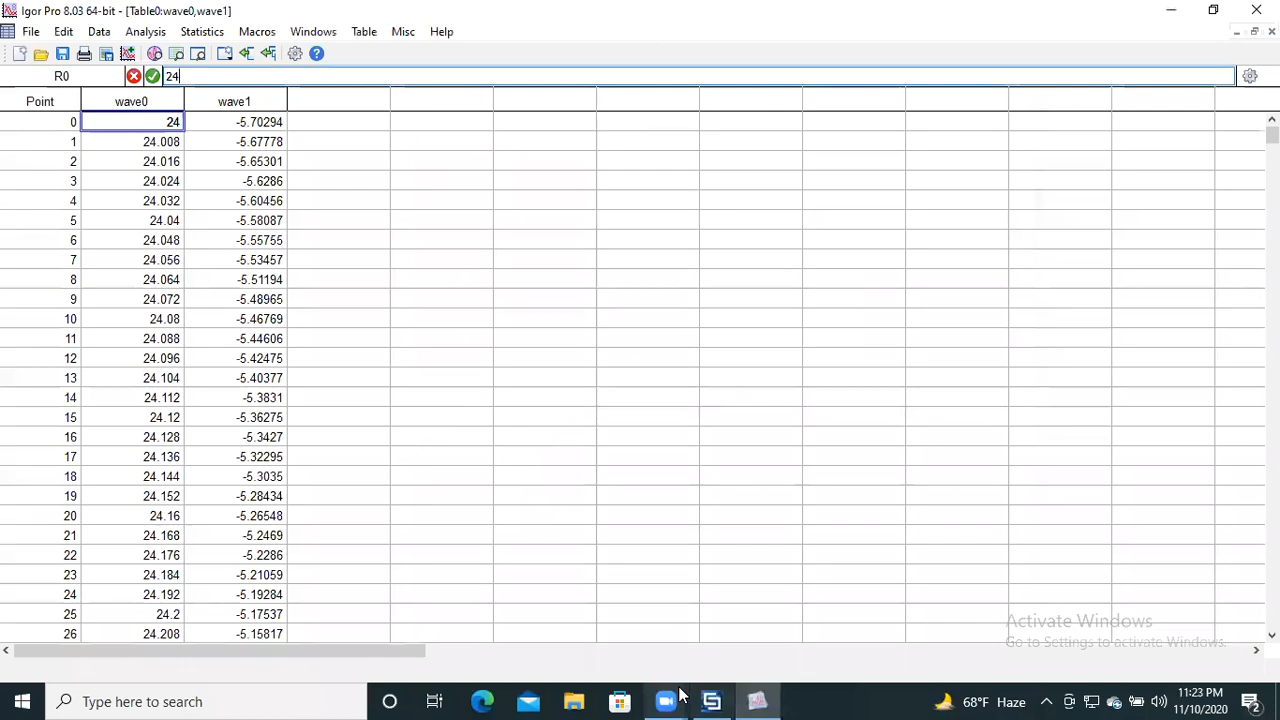 Igor Pro 8.03 64-bit - [Table0:wave0,wave1]
File Edit Data Analysis Statistics Macros Windows Table Misc Help
R0 24
Point wave0 wave1
0 24 -5.70294
1 24.008 -5.67778
2 24.016 -5.65301
3 24.024 -5.6286
4 24.032 -5.60456
5 24.04 -5.58087
6 24.048 -5.55755
7 24.056 -5.53457
8 24.064 -5.51194
9 24.072 -5.48965
10 24.08 -5.46769
11 24.088 -5.44606
12 24.096 -5.42475
13 24.104 -5.40377
14 24.112 -5.3831
15 24.12 -5.36275
16 24.128 -5.3427
17 24.136 -5.32295
18 24.144 -5.3035
19 24.152 -5.28434
20 24.16 -5.26548
21 24.168 -5.2469
22 24.176 -5.2286
23 24.184 -5.21059
24 24.192 -5.19284
25 24.2 -5.17537
26 24.208 -5.15817
Activate Windows
Go to Settings to activate Windows.
Type here to search
68°F Haze
11:23 PM
11/10/2020
2